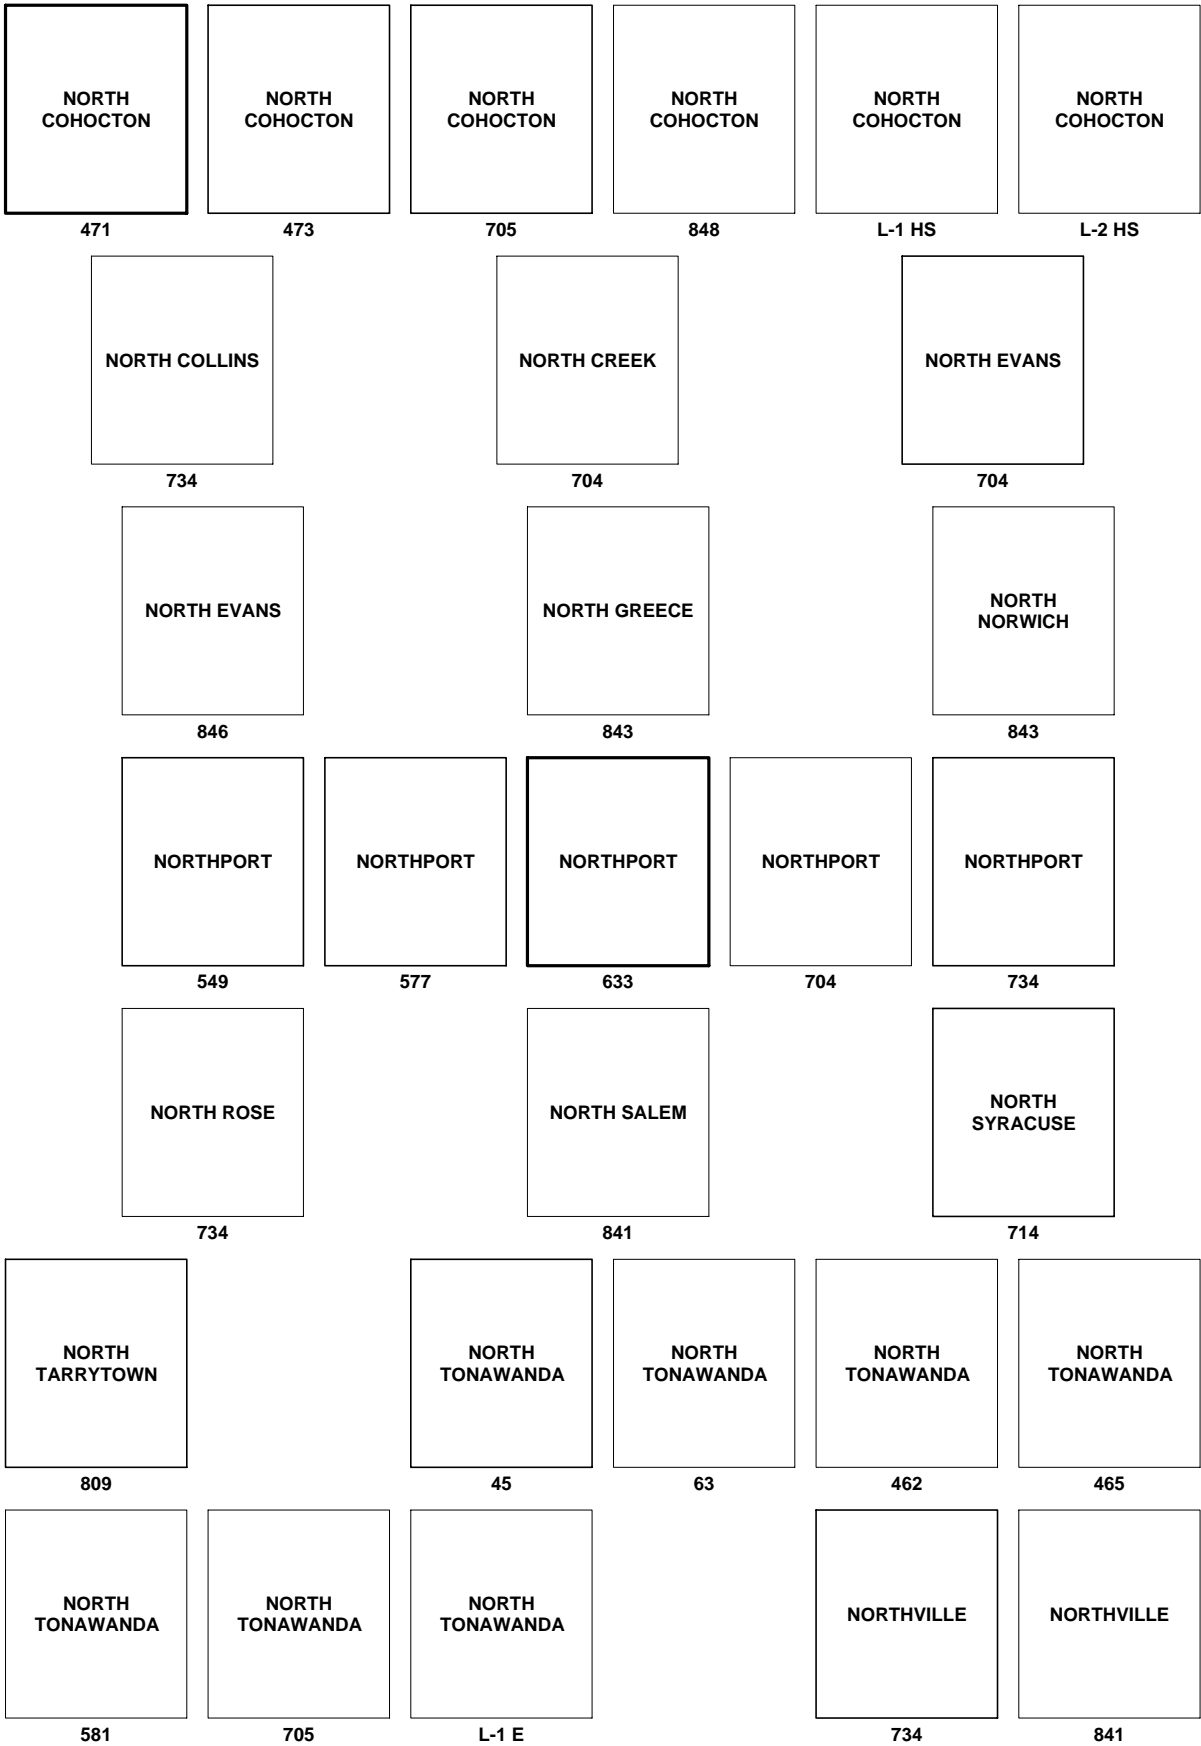 NORTH NORTH NORTH NORTH NORTH NORTH
COHOCTON COHOCTON COHOCTON COHOCTON COHOCTON COHOCTON
471 473 705 848 L-1 HS L-2 HS
NORTH COLLINS NORTH CREEK NORTH EVANS
734 704 704
NORTH EVANS NORTH GREECE NORTH
NORWICH
846 843 843
NORTHPORT NORTHPORT NORTHPORT NORTHPORT NORTHPORT
549 577 633 704 734
NORTH ROSE NORTH SALEM NORTH
SYRACUSE
734 841 714
NORTH NORTH NORTH NORTH NORTH
TARRYTOWN TONAWANDA TONAWANDA TONAWANDA TONAWANDA
809 45 63 462 465
NORTH NORTH NORTH NORTHVILLE NORTHVILLE
TONAWANDA TONAWANDA TONAWANDA
581 705 L-1 E 734 841